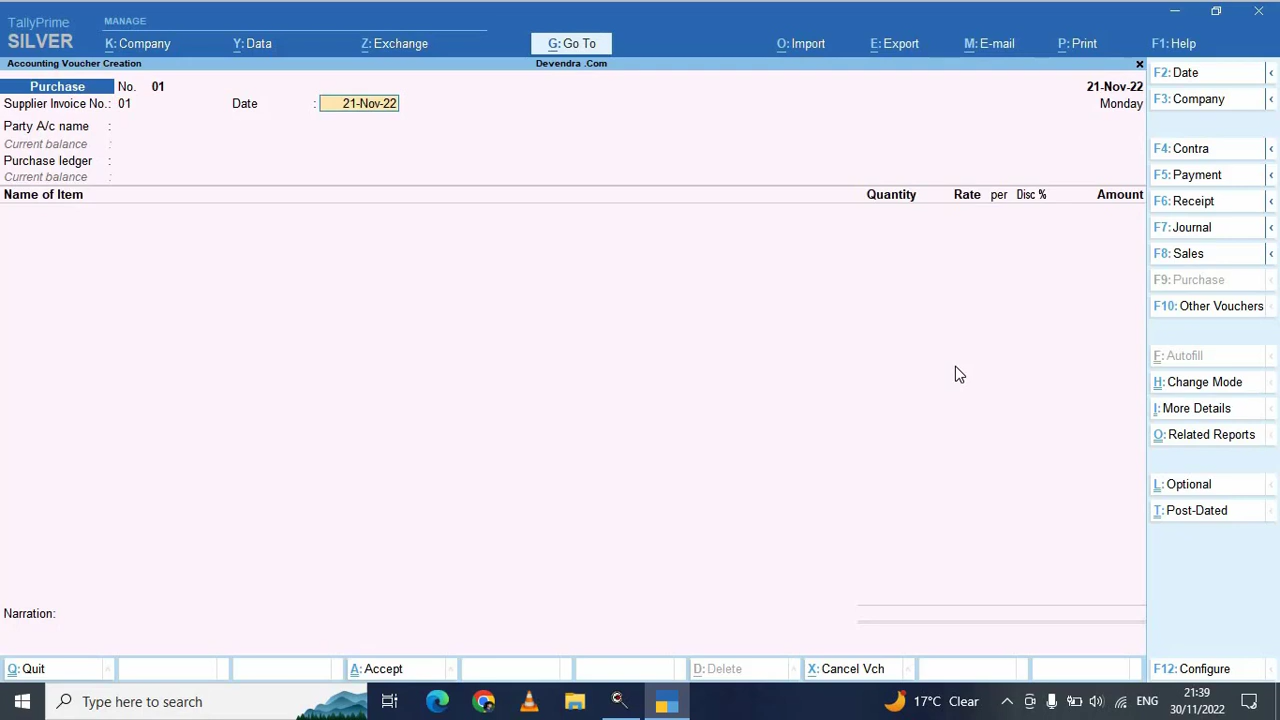 TallyPrime
MANAGE
SILVER
K: Company
Y: Data
Z: Exchange
G: Go To
O: Import
E: Export
M: E-mail
P: Print
F1: Help
Accounting Voucher Creation
Devendra .Com
×
Purchase No. 01
21-Nov-22
Supplier Invoice No.: 01 Date : 21-Nov-22
Monday
Party A/c name :
Current balance :
Purchase ledger :
Current balance :
Name of Item
Quantity Rate per Disc % Amount
F2: Date
F3: Company
F4: Contra
F5: Payment
F6: Receipt
F7: Journal
F8: Sales
F9: Purchase
F10: Other Vouchers
F: Autofill
H: Change Mode
I: More Details
O: Related Reports
L: Optional
T: Post-Dated
Narration:
Q: Quit
A: Accept
D: Delete
X: Cancel Vch
F12: Configure
Type here to search
17°C Clear
ENG
21:39
30/11/2022